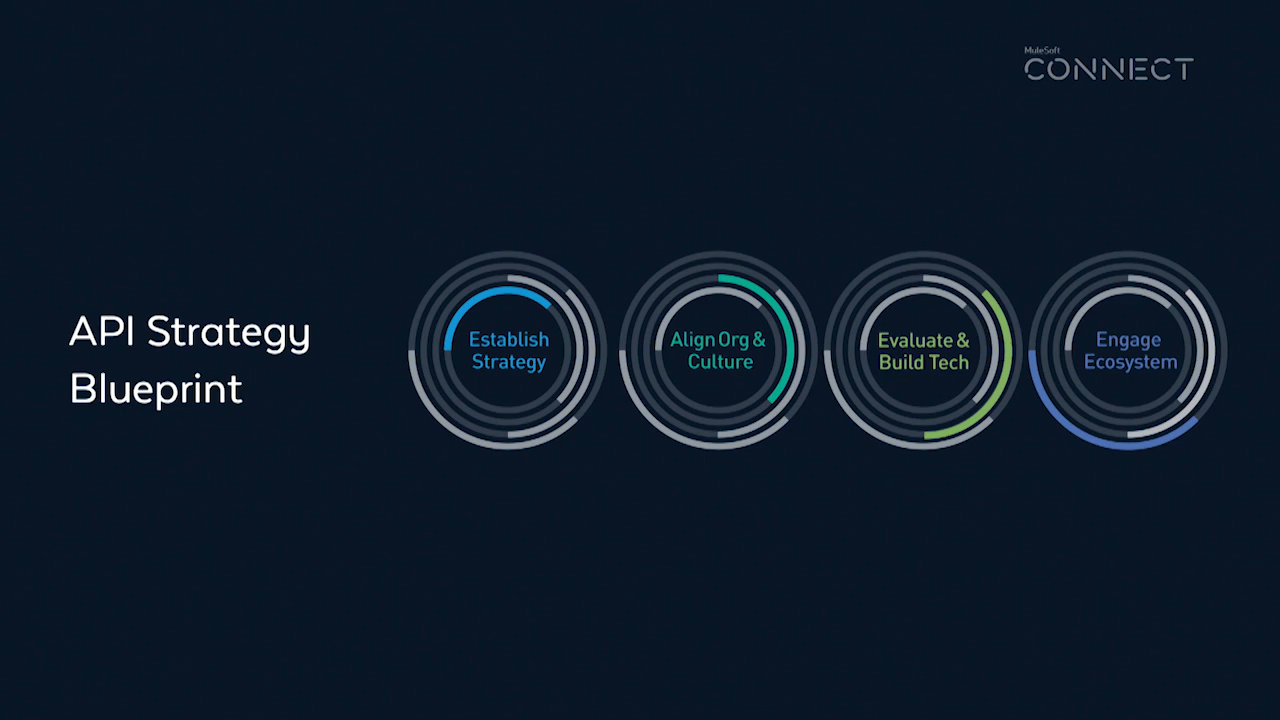 MuleSoft
CONNECT
API Strategy
Blueprint
Establish
Strategy
Align Org &
Culture
Evaluate &
Build Tech
Engage
Ecosystem